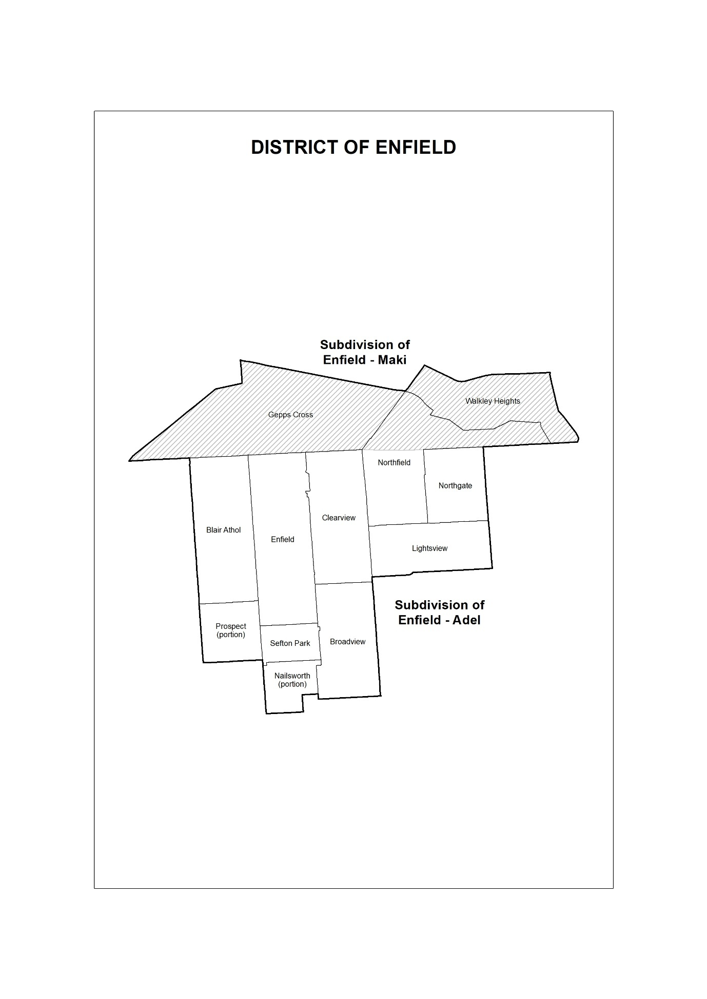 DISTRICT OF ENFIELD
Subdivision of
Enfield - Maki
Walkley Heights
Gepps Cross
Northfield
Northgate
Clearview
Blair Athol
Enfield
Lightsview
Subdivision of
Enfield - Adel
Prospect
(portion)
Sefton Park
Broadview
Nailsworth
(portion)